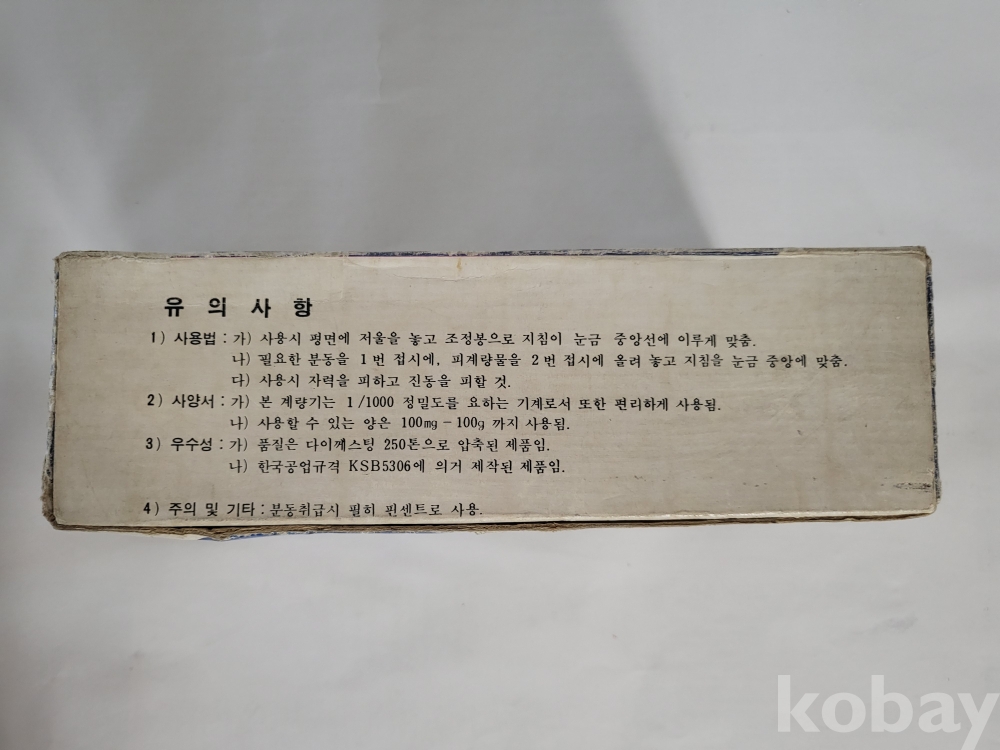 유 의 사 항
1) 사용법 : 가) 사용시 평면에 저울을 놓고 조정봉으로 지침이 눈금 중앙선에 이루게 맞춤.
나) 필요한 분동을 1번 접시에, 피계량물을 2번 접시에 올려 놓고 지침을 눈금 중앙에 맞춤.
다) 사용시 자력을 피하고 진동을 피할 것.
2) 사양서 : 가) 본 계량기는 1/1000 정밀도를 요하는 기계로서 또한 편리하게 사용됨.
나) 사용할 수 있는 양은 100mg - 100g 까지 사용됨.
3) 우수성 : 가) 품질은 다이께스팅 250톤으로 압축된 제품임.
나) 한국공업규격 KSB5306에 의거 제작된 제품임.
4) 주의 및 기타 : 분동취급시 필히 핀센트로 사용.
kobay